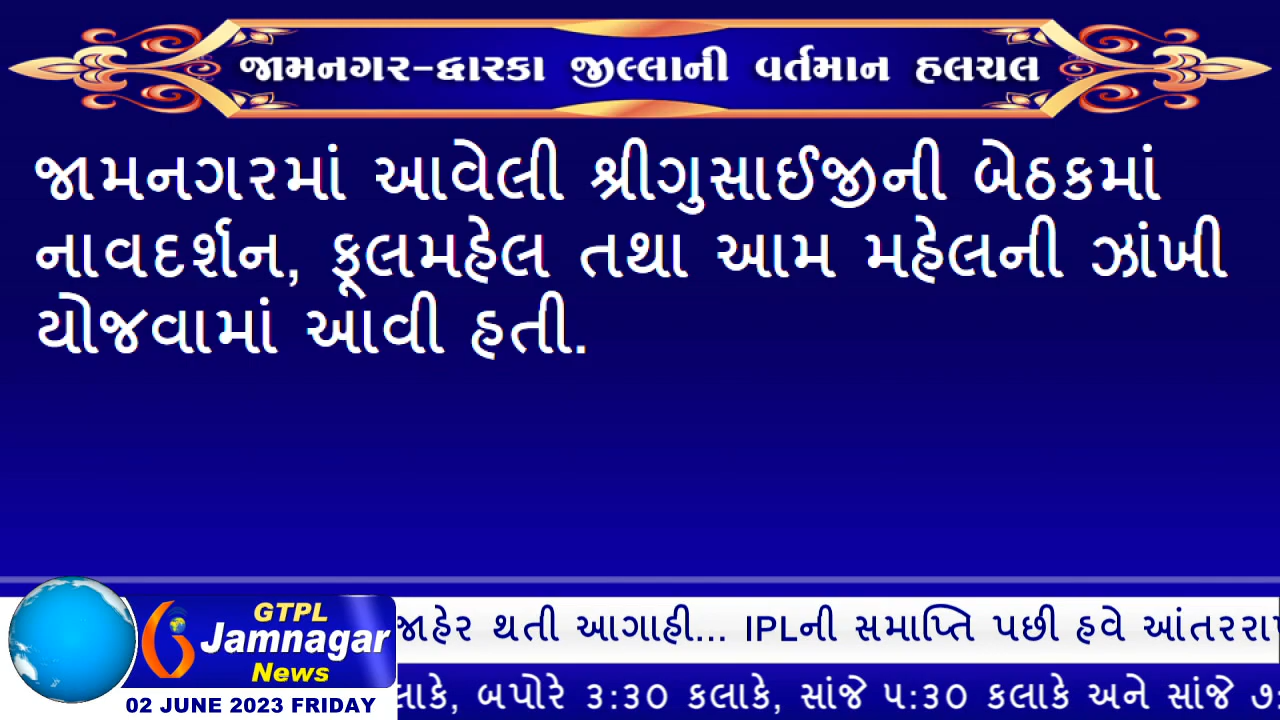 જામનગર-દ્વારકા જીલ્લાની વર્તમાન હલચલ
જામનગરમાં આવેલી શ્રીગુસાઈજીની બેઠકમાં
નાવદર્શન, ફૂલમહેલ તથા આમ મહેલની ઝાંખી
યોજવામાં આવી હતી.
GTPL
Jamnagar
News
02 JUNE 2023 FRIDAY
જાહેર થતી આગાહી... IPLની સમાપ્તિ પછી હવે
લાકે, બપોરે ૩:૩૦ કલાકે, સાંજે ૫:૩૦ કલાકે અને સાંજે